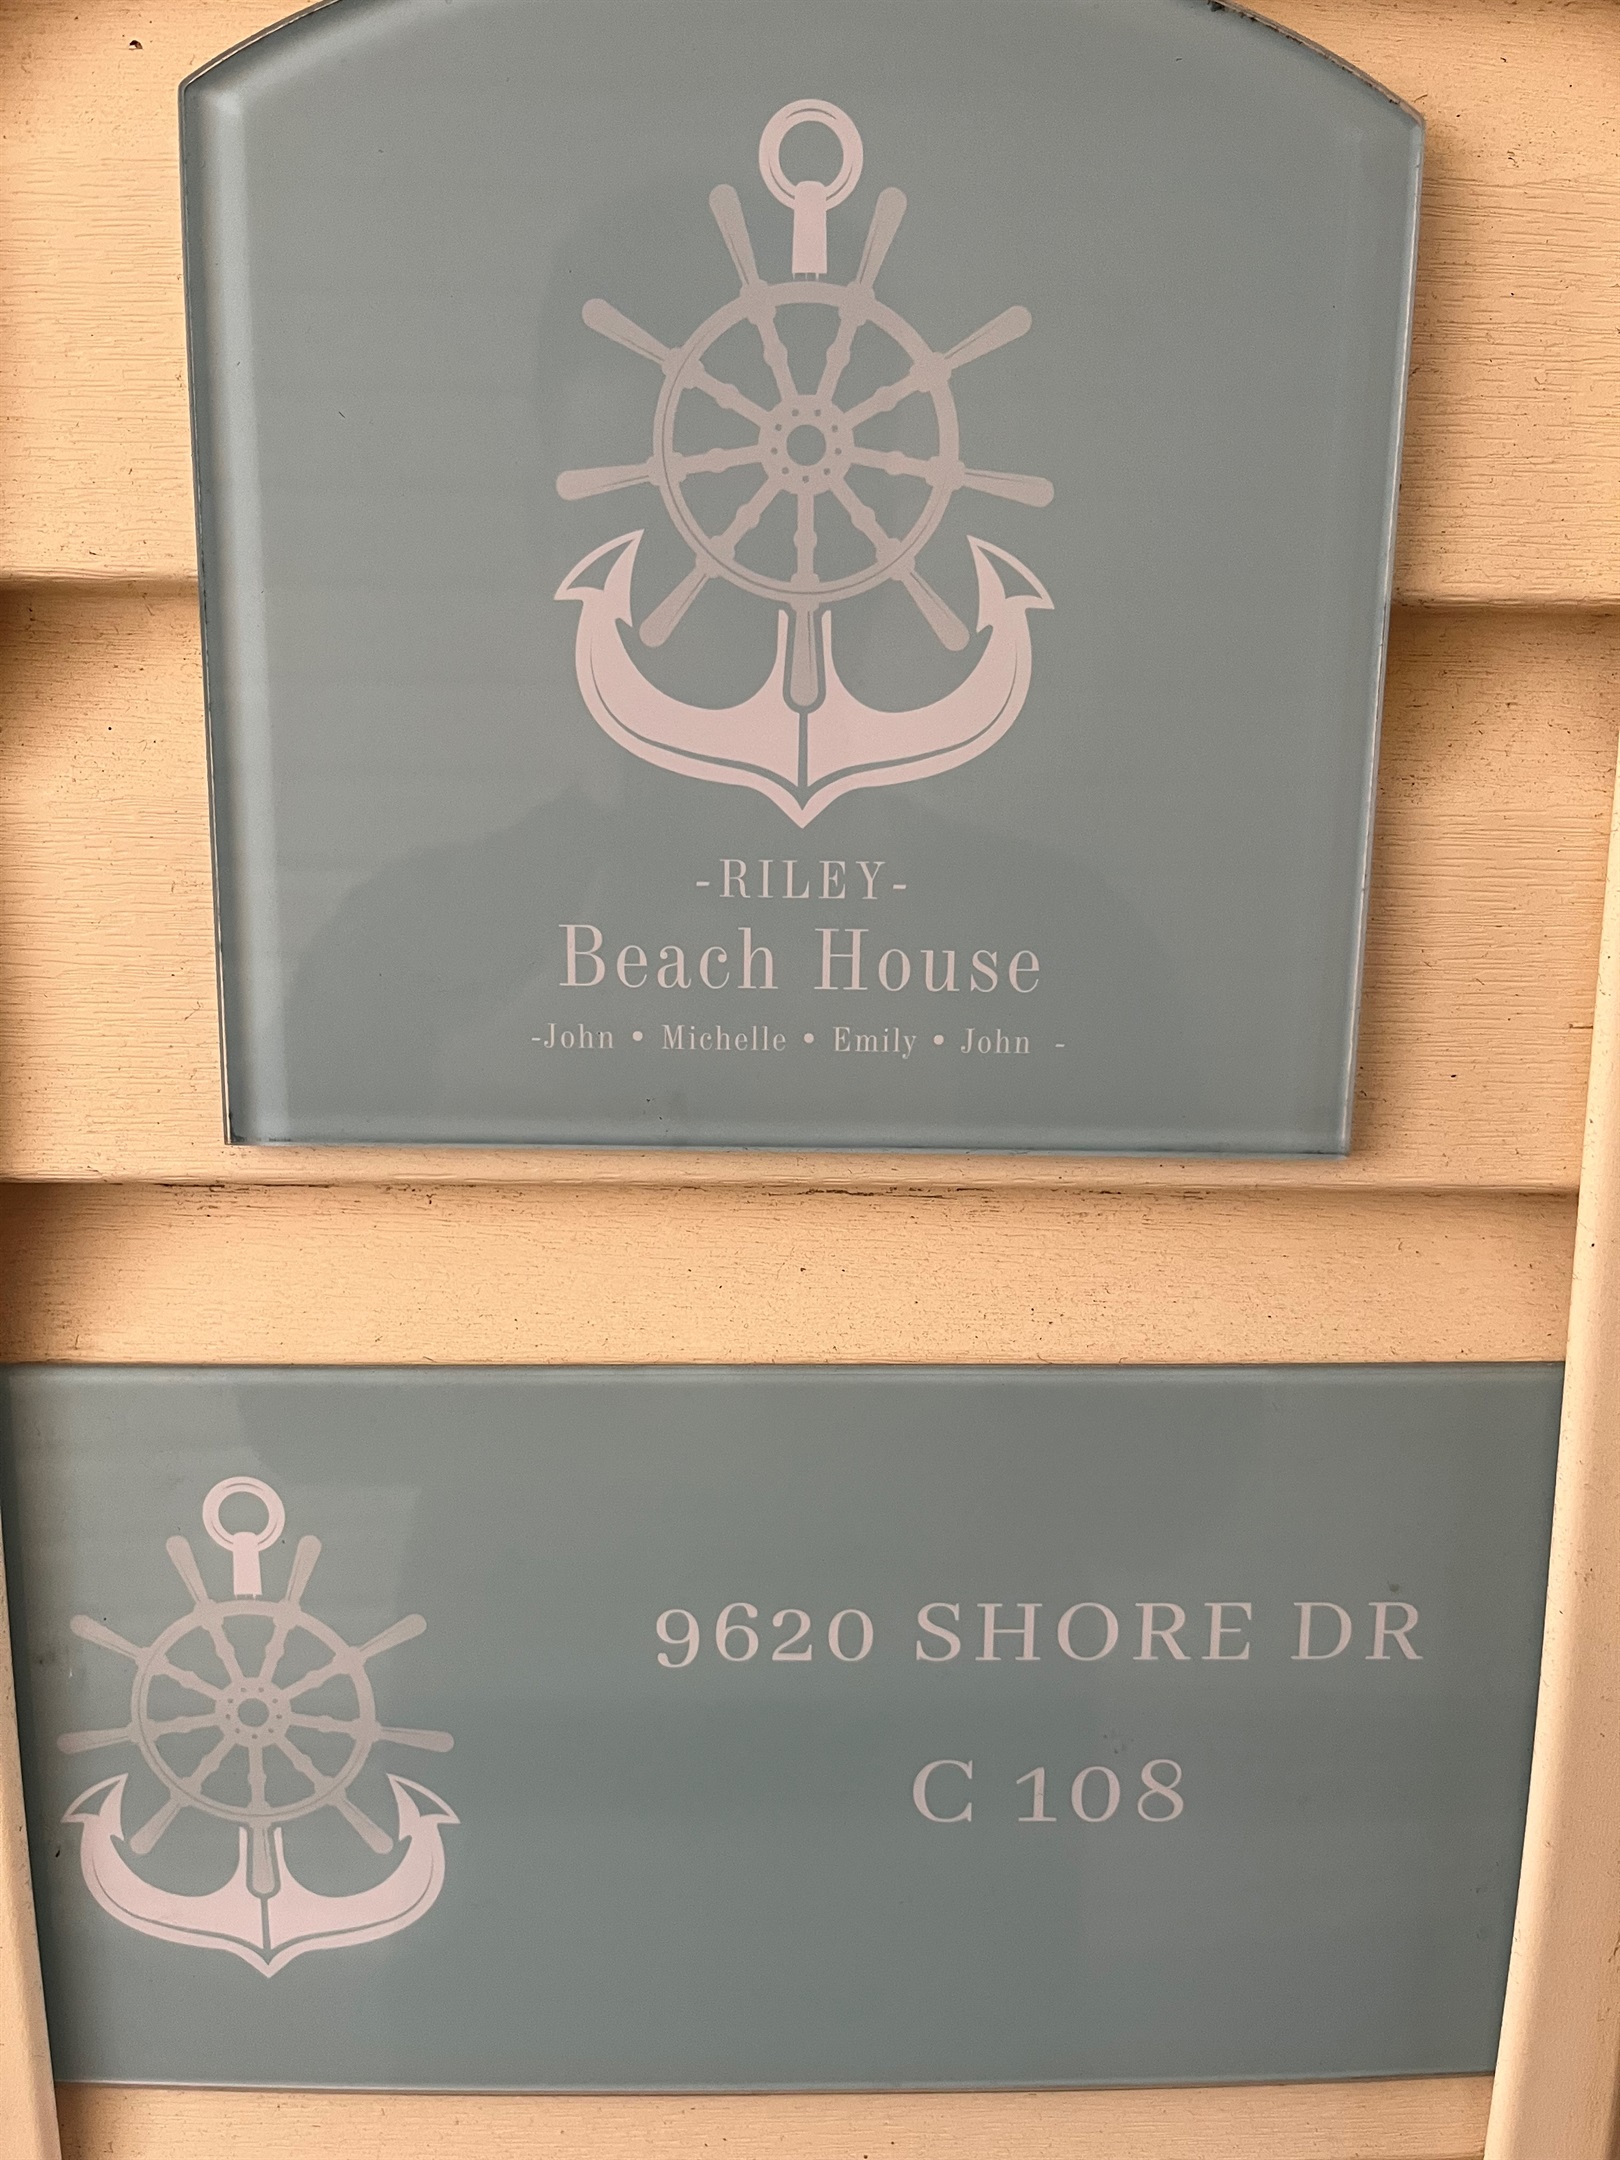 -RILEY-
Beach House
-John • Michelle • Emily • John -
9620 SHORE DR
C 108